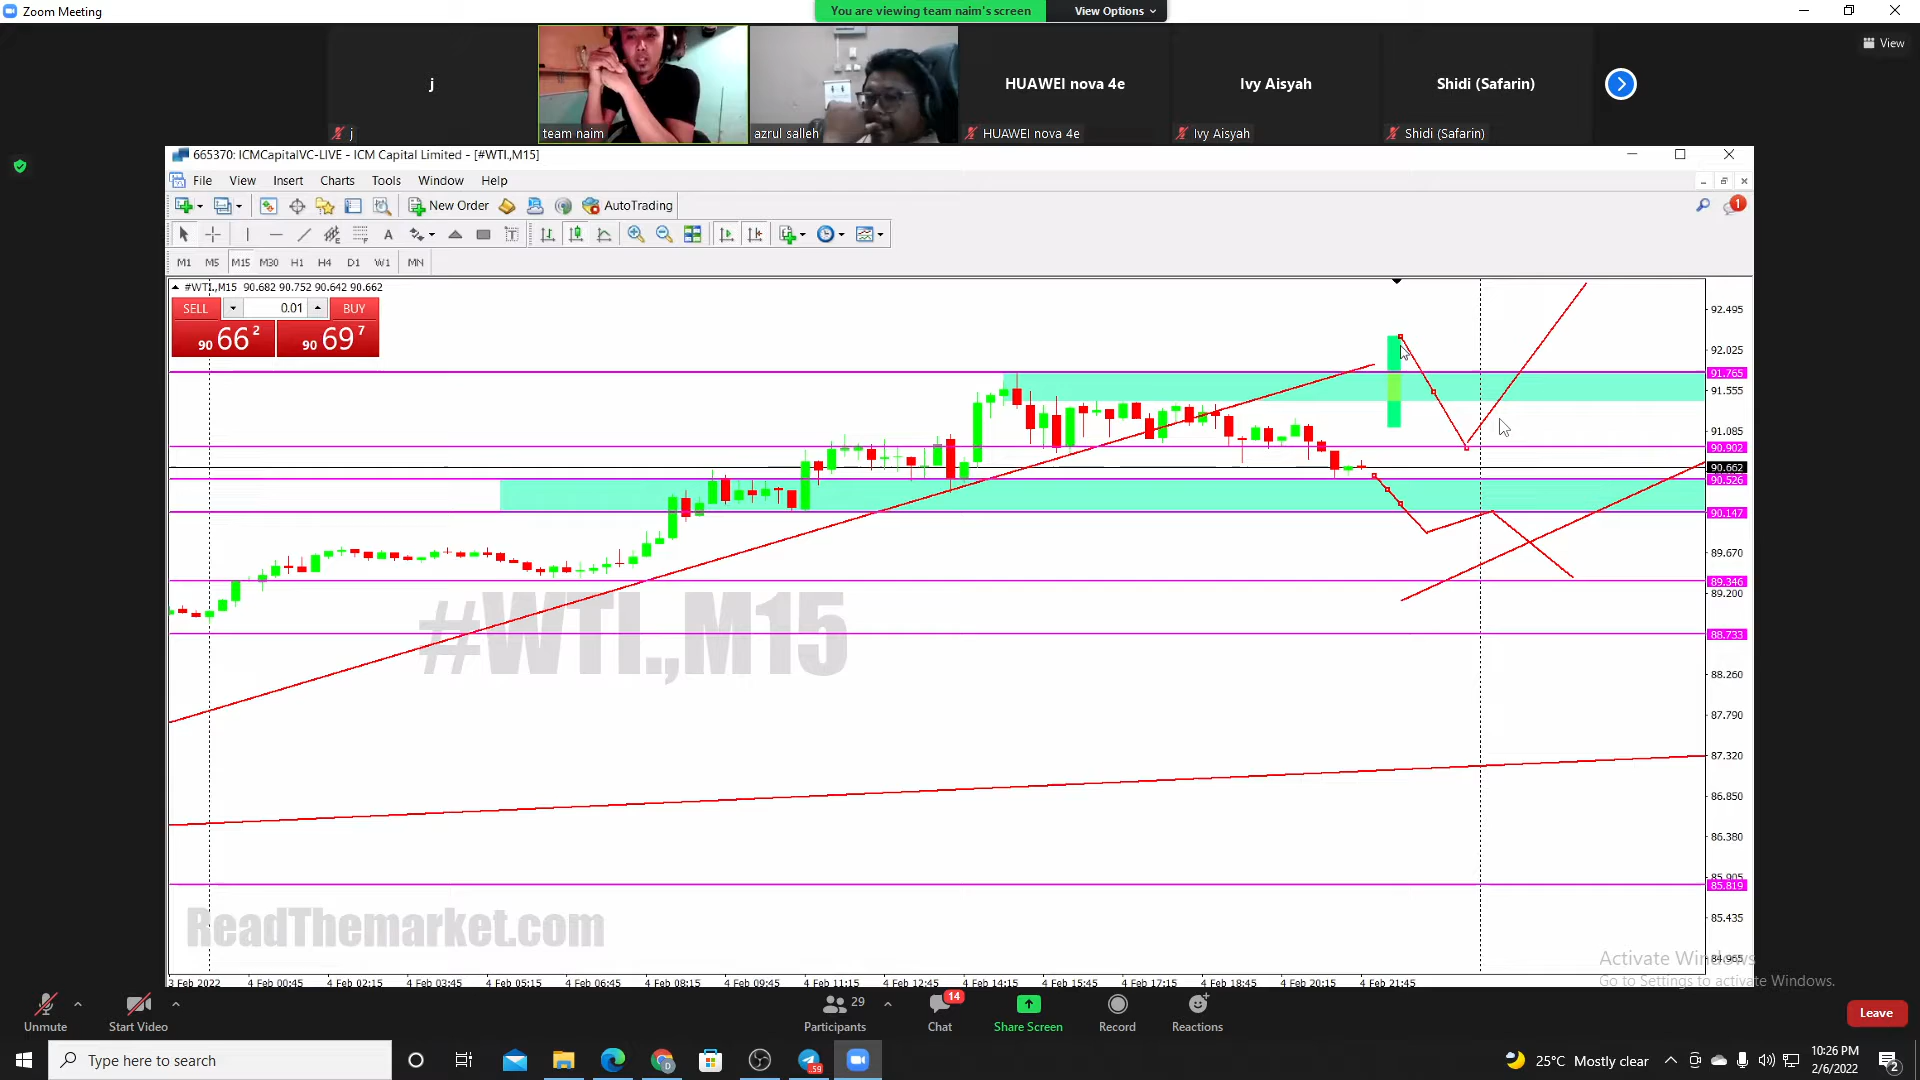 Zoom Meeting
You are viewing team naim's screen
View Options
View
j
HUAWEI nova 4e
Ivy Aisyah
Shidi (Safarin)
j
team naim
azrul salleh
HUAWEI nova 4e
Ivy Aisyah
Shidi (Safarin)
665370: ICMCapitalVC-LIVE - ICM Capital Limited - [#WTI.,M15]
File View Insert Charts Tools Window Help
New Order AutoTrading 1
A T
M1 M5 M15 M30 H1 H4 D1 W1 MN
#WTI.,M15 90.682 90.752 90.642 90.662
SELL 0.01 BUY
90 66 2 90 69 7
92.495
92.025
91.765
91.555
91.085
90.902
90.662
90.526
90.147
89.670
89.346
89.200
88.733
88.260
87.790
87.320
86.850
86.380
85.905
85.819
85.435
84.965
#WTI.,M15
ReadThemarket.com
Activate Windows
Go to Settings to activate Windows.
3 Feb 2022 4 Feb 00:45 4 Feb 02:15 4 Feb 03:45 4 Feb 05:15 4 Feb 06:45 4 Feb 08:15 4 Feb 09:45 4 Feb 11:15 4 Feb 12:45 4 Feb 14:15 4 Feb 15:45 4 Feb 17:15 4 Feb 18:45 4 Feb 20:15 4 Feb 21:45
29 14
Unmute Start Video Participants Chat Share Screen Record Reactions Leave
Type here to search
59
25°C Mostly clear
10:26 PM
2/6/2022
2